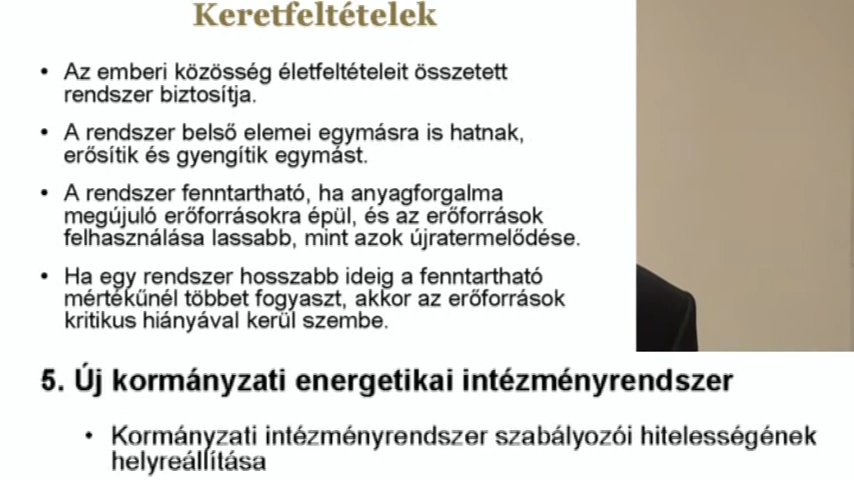 Keretfeltételek
• Az emberi közösség életfeltételeit összetett
rendszer biztosítja.
• A rendszer belső elemei egymásra is hatnak,
erősítik és gyengítik egymást.
• A rendszer fenntartható, ha anyagforgalma
megújuló erőforrásokra épül, és az erőforrások
felhasználása lassabb, mint azok újratermelődése.
• Ha egy rendszer hosszabb ideig a fenntartható
mértékűnél többet fogyaszt, akkor az erőforrások
kritikus hiányával kerül szembe.
5. Új kormányzati energetikai intézményrendszer
• Kormányzati intézményrendszer szabályozói hitelességének
helyreállítása